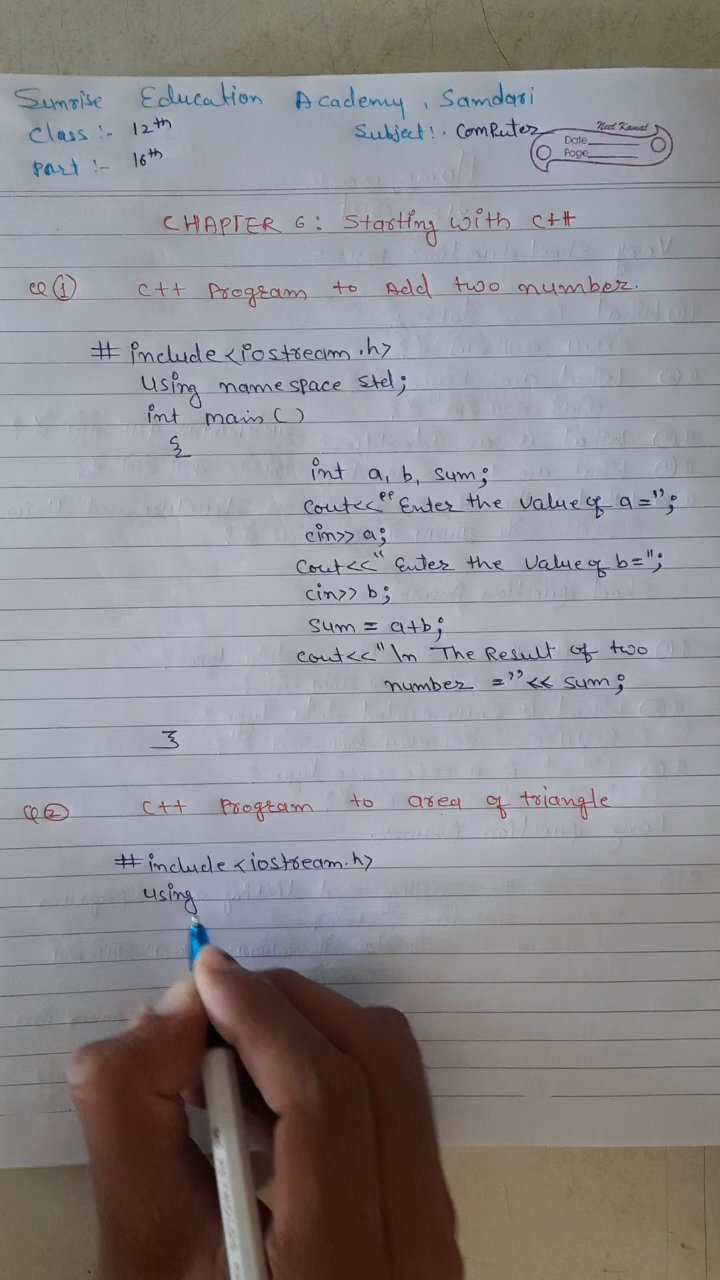 Sunrise Education Academy, Samdari
Class :- 12th Subject :- Computer
Part :- 16th
Neel Kamal
Date
Page
CHAPTER 6: Starting with C++
Q① C++ Program to Add two number.
# include <iostream.h>
Using namespace std;
int main ()
{
int a, b, sum;
cout<<"Enter the value of a=";
cin>> a;
cout<<" Enter the value of b=";
cin>> b;
sum = a+b;
cout<<"\n The Result of two
number =" << sum;
}
Q② C++ Program to area of triangle
# include <iostream.h>
using